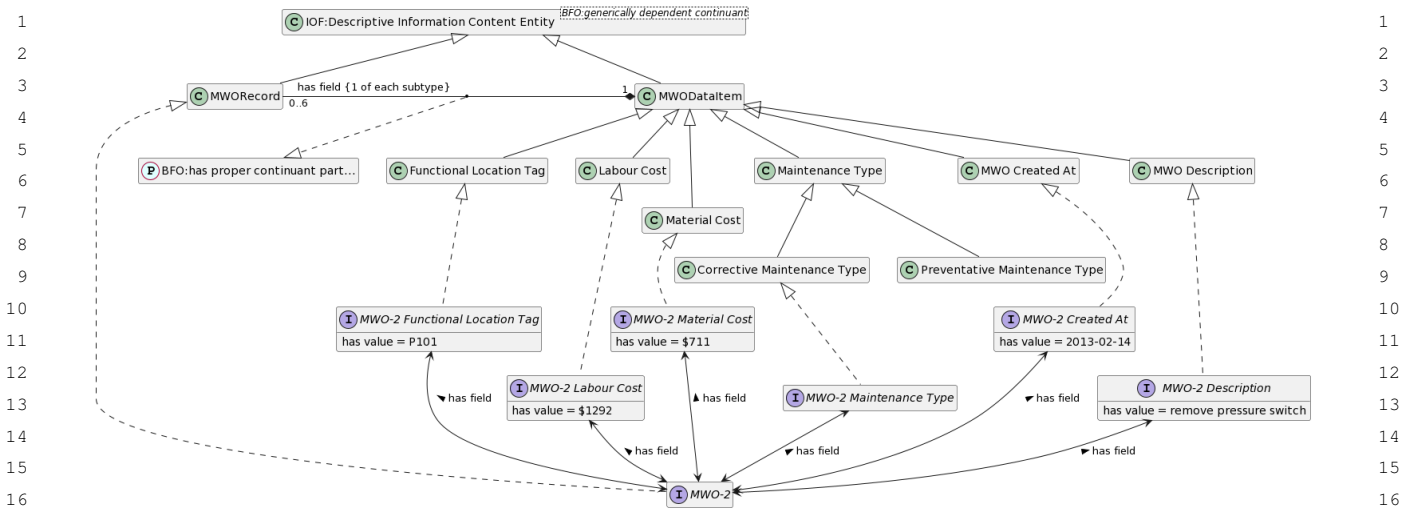 1 C IOF:Descriptive Information Content Entity BFO:generically dependent continuant 1
2 2
has field {1 of each subtype} 1
3 C MWORecord C MWODataItem 3
0..6
4 4
5 5
P BFO:has proper continuant part... C Functional Location Tag C Labour Cost C Maintenance Type C MWO Created At C MWO Description
6 6
7 C Material Cost 7
8 8
9 C Corrective Maintenance Type C Preventative Maintenance Type 9
10 I MWO-2 Functional Location Tag I MWO-2 Material Cost I MWO-2 Created At 10
11 has value = P101 has value = $711 has value = 2013-02-14 11
12 I MWO-2 Labour Cost I MWO-2 Description 12
has field has field I MWO-2 Maintenance Type has field
13 has value = $1292 has value = remove pressure switch 13
14 14
has field has field has field
15 15
16 I MWO-2 16